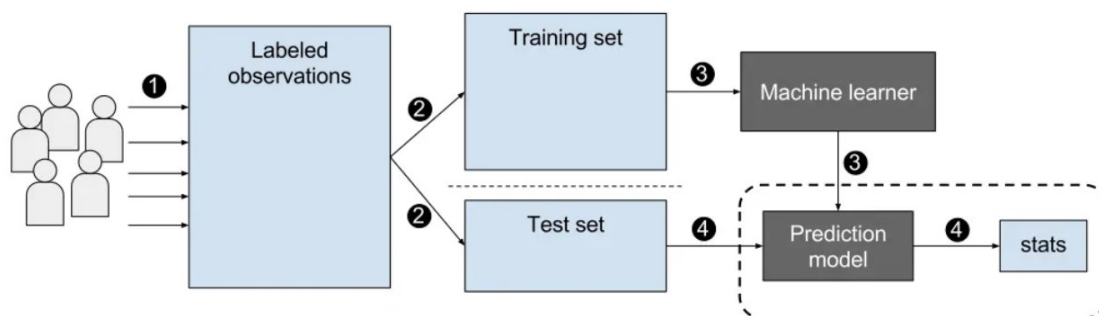 1
Labeled
observations
2
2
Training set
Test set
3
Machine learner
3
4
Prediction
model
4
stats